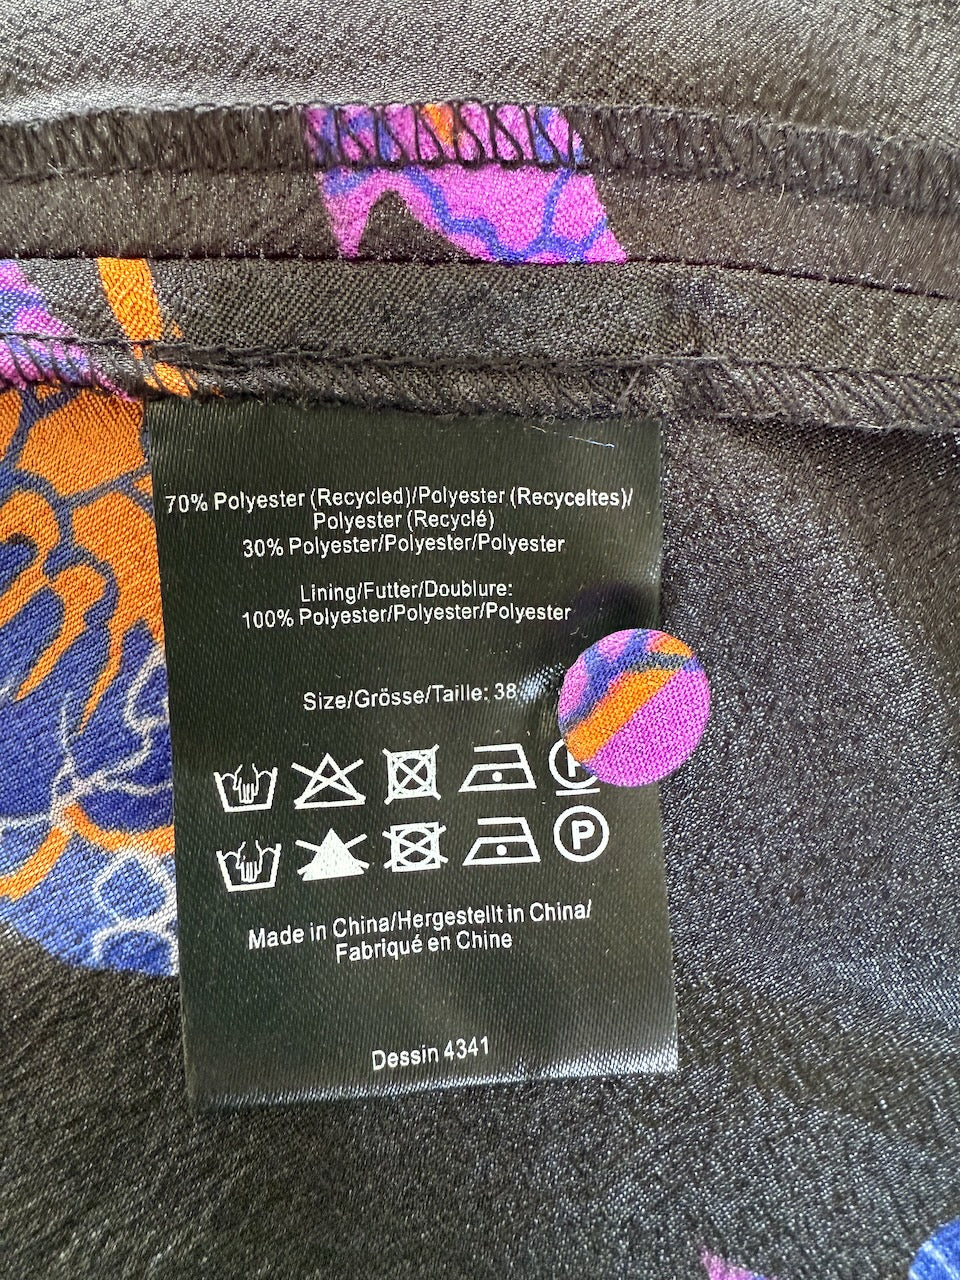 70% Polyester (Recycled)/Polyester (Recyceltes)/
Polyester (Recyclé)
30% Polyester/Polyester/Polyester
Lining/Futter/Doublure:
100% Polyester/Polyester/Polyester
Size/Grösse/Taille: 38
P
P
Made in China/Hergestellt in China/
Fabriqué en Chine
Dessin 4341